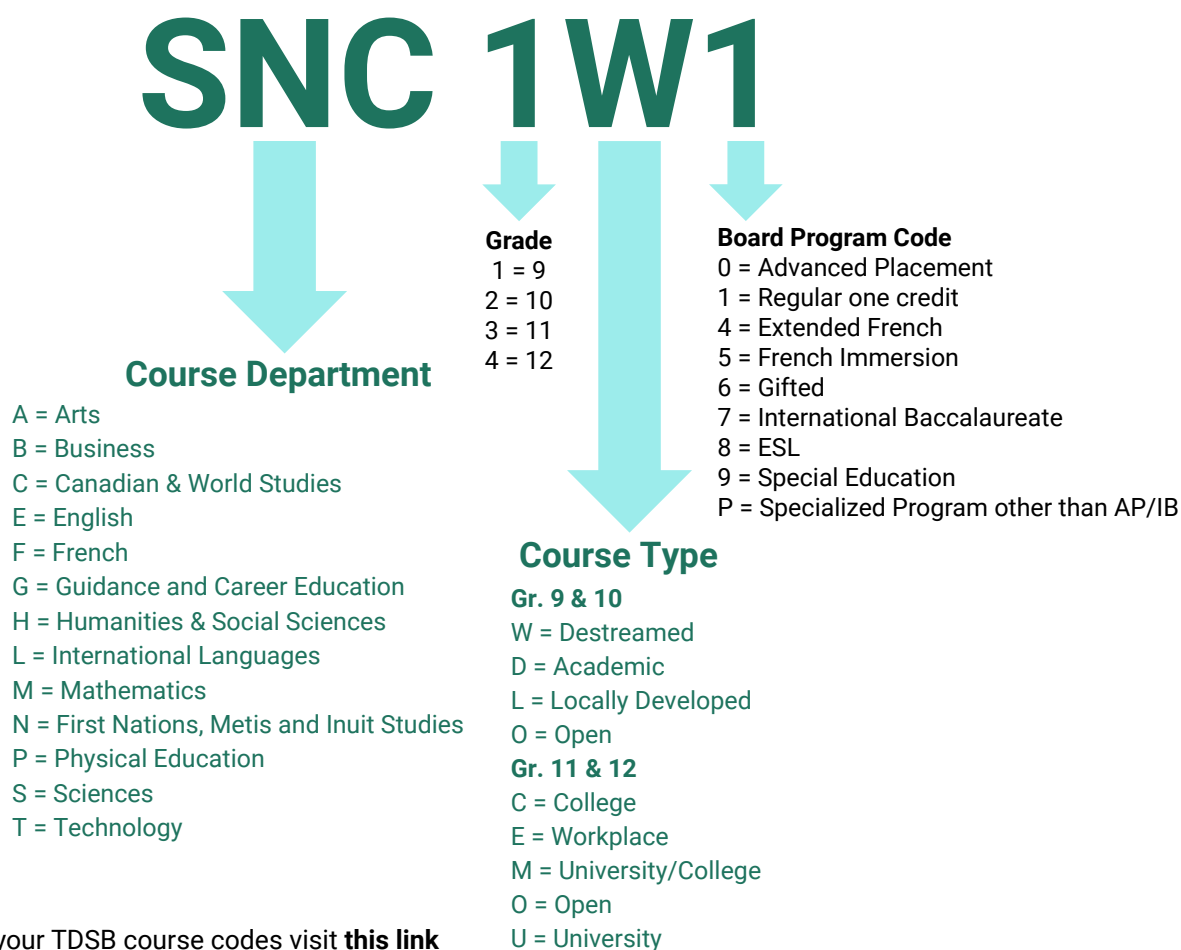 SNC 1W1
Grade
1 = 9
2 = 10
3 = 11
4 = 12
Board Program Code
0 = Advanced Placement
1 = Regular one credit
4 = Extended French
5 = French Immersion
6 = Gifted
7 = International Baccalaureate
8 = ESL
9 = Special Education
P = Specialized Program other than AP/IB
Course Department
A = Arts
B = Business
C = Canadian & World Studies
E = English
F = French
G = Guidance and Career Education
H = Humanities & Social Sciences
L = International Languages
M = Mathematics
N = First Nations, Metis and Inuit Studies
P = Physical Education
S = Sciences
T = Technology
Course Type
Gr. 9 & 10
W = Destreamed
D = Academic
L = Locally Developed
O = Open
Gr. 11 & 12
C = College
E = Workplace
M = University/College
O = Open
U = University
your TDSB course codes visit this link